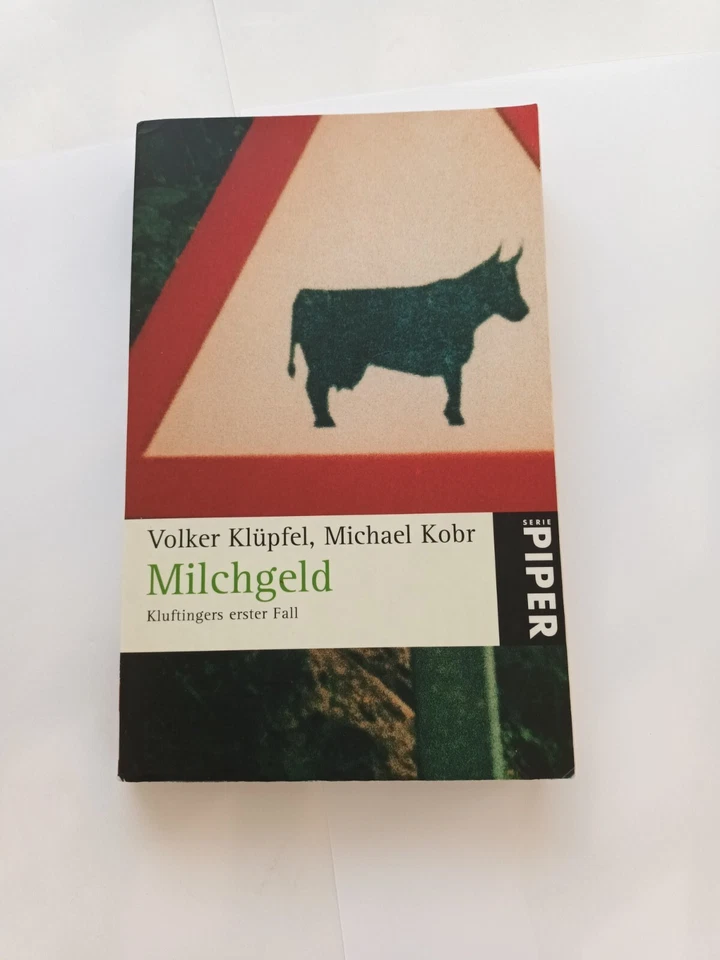 Volker Klüpfel, Michael Kobr
Milchgeld
Kluftingers erster Fall
SERIE
PIPER